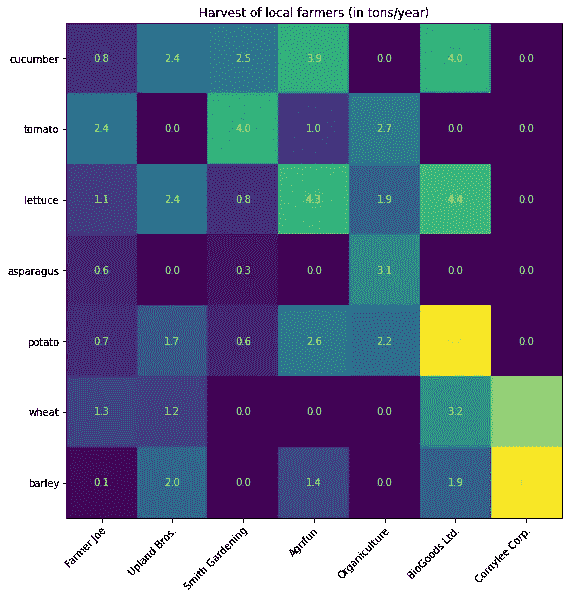 Harvest of local farmers (in tons/year)
cucumber 0.8 2.4 2.5 3.9 0.0 4.0 0.0
tomato 2.4 0.0 4.0 1.0 2.7 0.0 0.0
lettuce 1.1 2.4 0.8 4.3 1.9 4.4 0.0
asparagus 0.6 0.0 0.3 0.0 3.1 0.0 0.0
potato 0.7 1.7 0.6 2.6 2.2 0.0
wheat 1.3 1.2 0.0 0.0 0.0 3.2
barley 0.1 2.0 0.0 1.4 0.0 1.9
Farmer Joe Upland Bros. Smith Gardening Agrifun Organiculture BioGoods Ltd. Cornylee Corp.